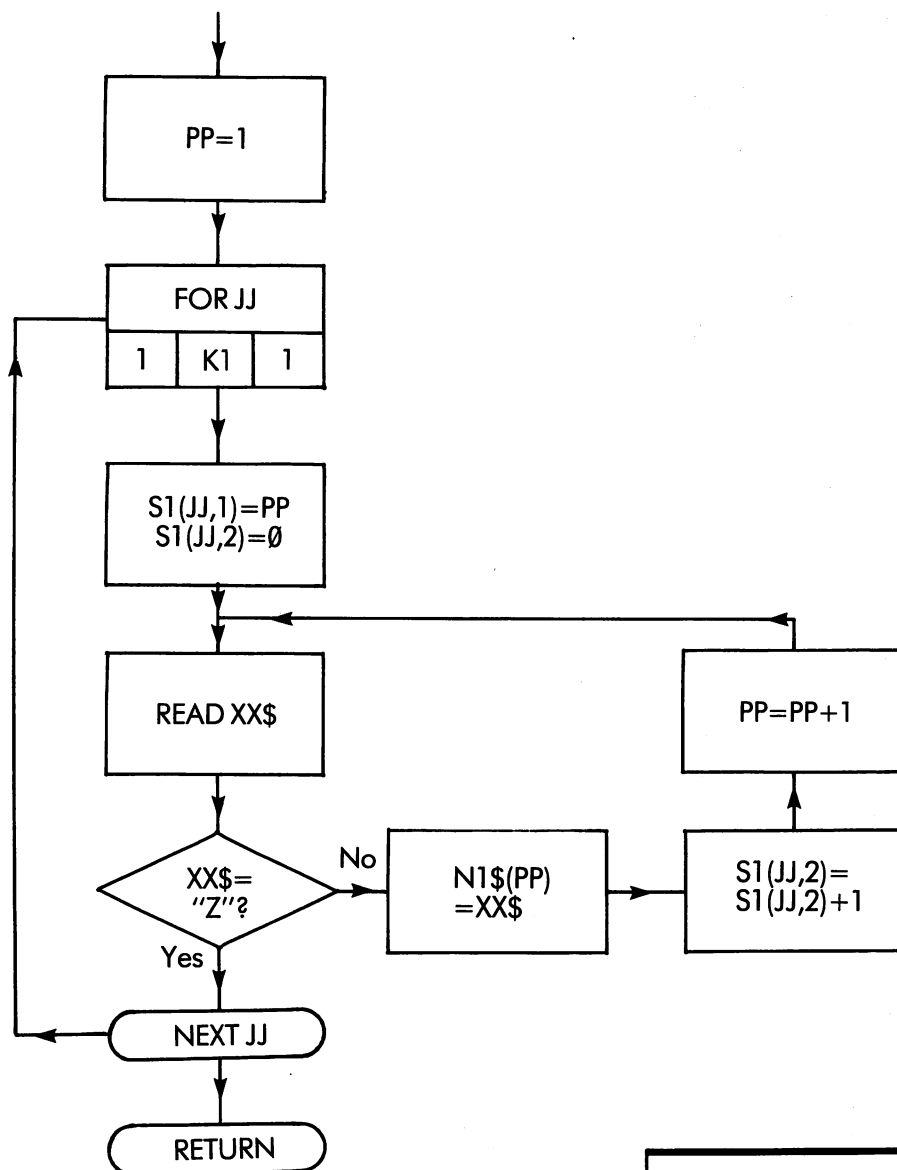 PP=1
FOR JJ
1 K1 1
S1(JJ,1)=PP
S1(JJ,2)=Ø
READ XX$
PP=PP+1
XX$=
"Z"?
No
N1$(PP)
=XX$
S1(JJ,2)=
S1(JJ,2)+1
Yes
NEXT JJ
RETURN